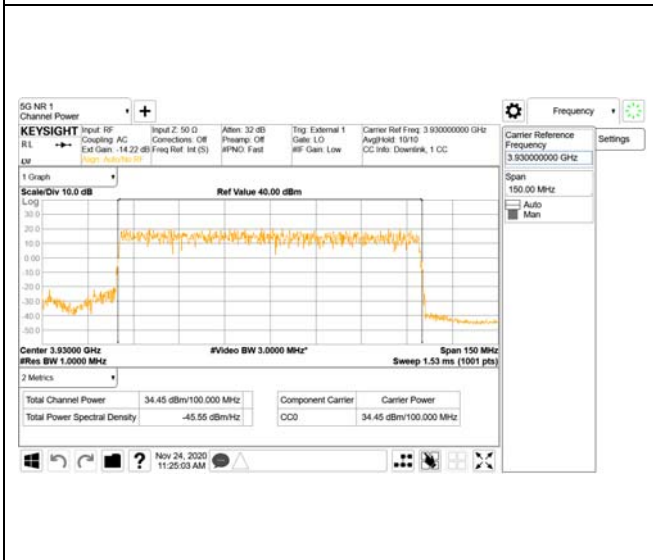 5G NR 1
Channel Power
Frequency
KEYSIGHT
RL
LXI
Input: RF
Coupling: AC
Ext Gain: -14.22 dB
Align: Auto/No RF
Input Z: 50 Ω
Corrections: Off
Freq Ref: Int (S)
Atten: 32 dB
Preamp: Off
#PNO: Fast
Trig: External 1
Gate: LO
#IF Gain: Low
Carrier Ref Freq: 3.930000000 GHz
Avg|Hold: 10/10
CC Info: Downlink, 1 CC
Carrier Reference
Frequency
3.930000000 GHz
Settings
Span
150.00 MHz
Auto
Man
1 Graph
Scale/Div 10.0 dB
Ref Value 40.00 dBm
Log
30.0
20.0
10.0
0.00
-10.0
-20.0
-30.0
-40.0
-50.0
Center 3.93000 GHz
#Video BW 3.0000 MHz*
Span 150 MHz
#Res BW 1.0000 MHz
Sweep 1.53 ms (1001 pts)
2 Metrics
Total Channel Power 34.45 dBm/100.000 MHz
Total Power Spectral Density -45.55 dBm/Hz
Component Carrier Carrier Power
CC0 34.45 dBm/100.000 MHz
?
Nov 24, 2020
11:25:03 AM